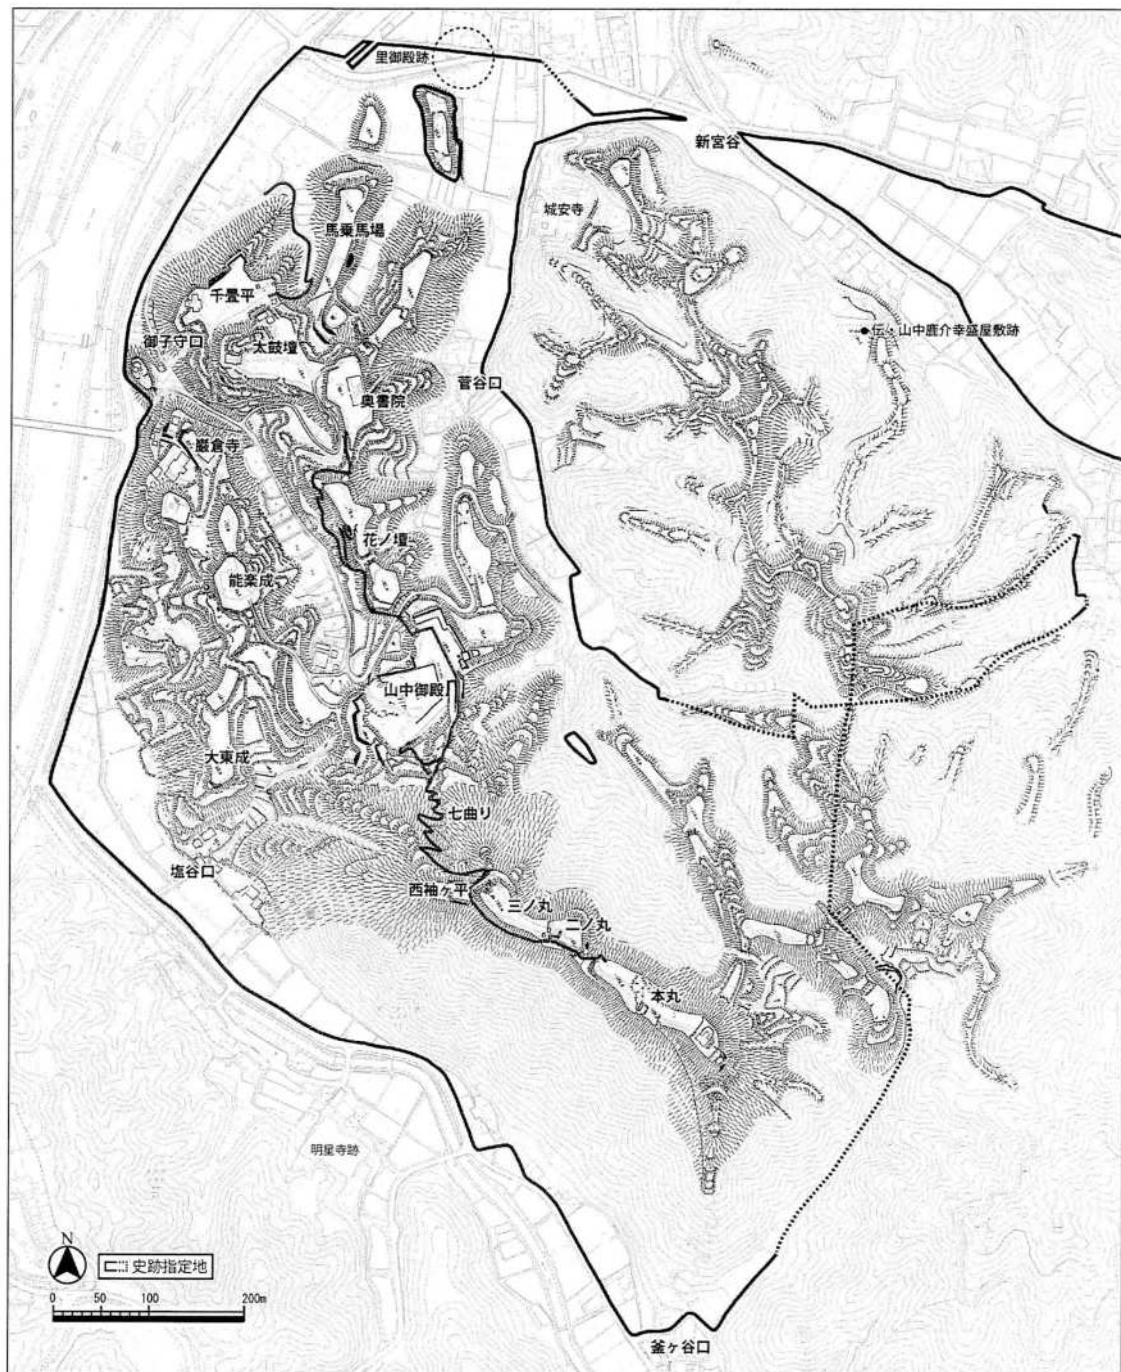 里御殿跡
新宮谷
城安寺
馬乗馬場
千畳平
伝・山中鹿介幸盛屋敷跡
御子守口
太鼓壇
菅谷口
奥書院
巌倉寺
花ノ壇
能楽成
山中御殿
大東成
七曲り
塩谷口
西袖ヶ平
三ノ丸
二ノ丸
本丸
明星寺跡
N
史跡指定地
0 50 100 200m
釜ヶ谷口